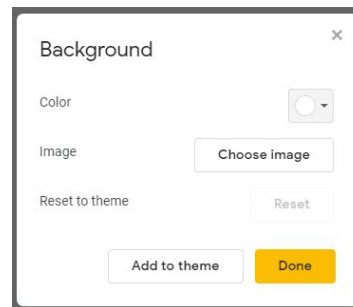 Background
Color
Image Choose image
Reset to theme Reset
Add to theme Done